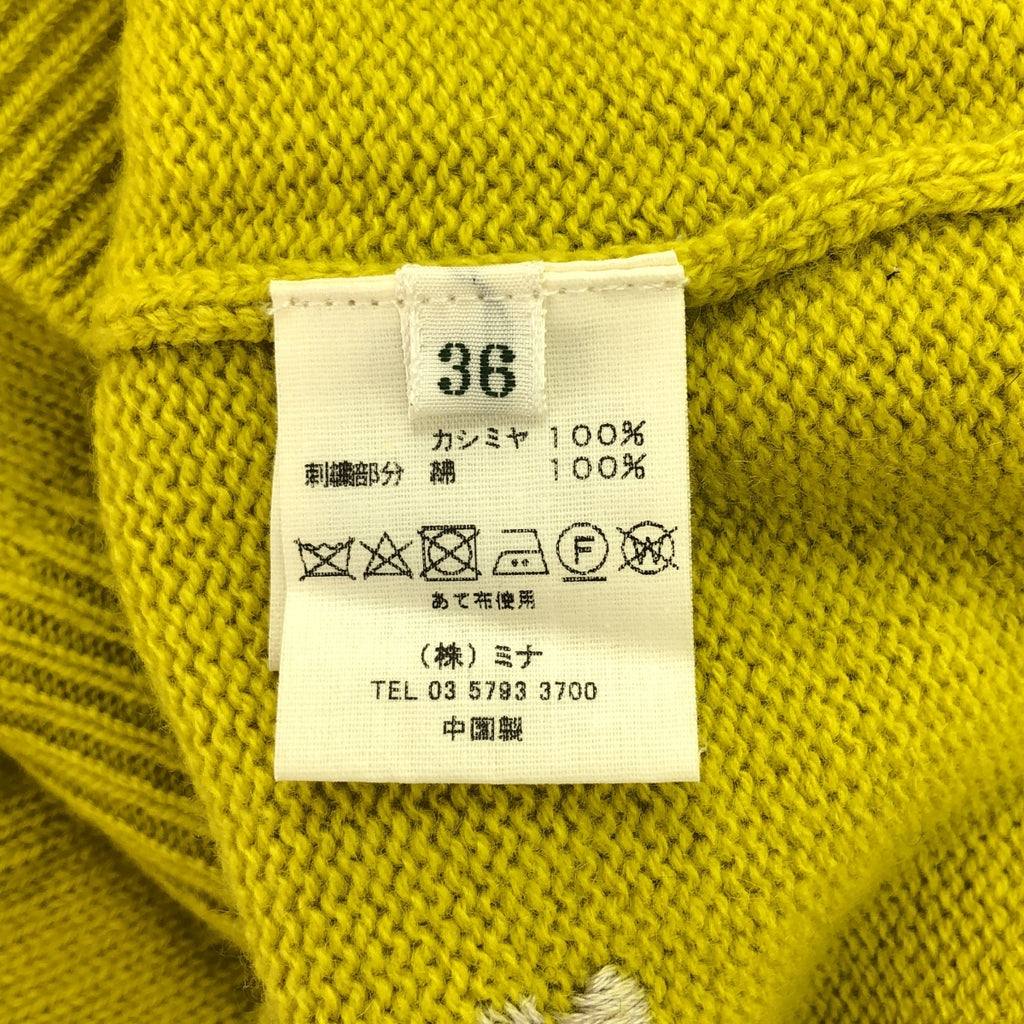 36
カシミヤ 100%
刺繍部分 綿 100%
F W
あて布使用
(株)ミナ
TEL 03 5793 3700
中国製